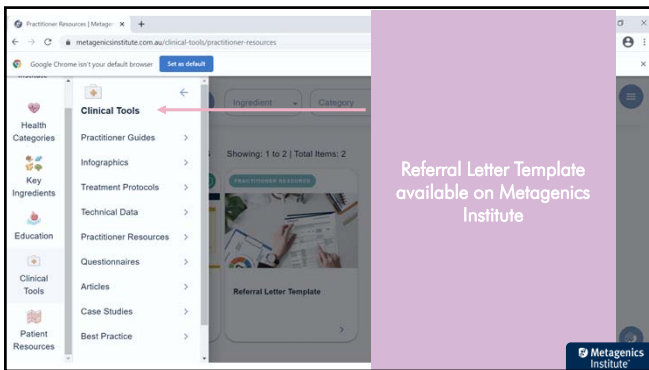 Practitioner Resources | Metagen
metagenicsinstitute.com.au/clinical-tools/practitioner-resources
Google Chrome isn't your default browser
Set as default
Health
Categories
Key
Ingredients
Education
Clinical
Tools
Patient
Resources
Clinical Tools
Practitioner Guides
Infographics
Treatment Protocols
Technical Data
Practitioner Resources
Questionnaires
Articles
Case Studies
Best Practice
Ingredient
Category
Showing: 1 to 2 | Total Items: 2
PRACTITIONER RESOURCE
Referral Letter Template
Referral Letter Template
available on Metagenics
Institute
Metagenics
Institute